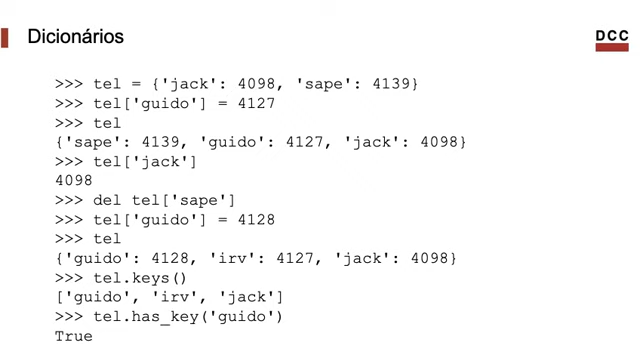 Dicionários
DCC
>>> tel = {'jack': 4098, 'sape': 4139}
>>> tel['guido'] = 4127
>>> tel
{'sape': 4139, 'guido': 4127, 'jack': 4098}
>>> tel['jack']
4098
>>> del tel['sape']
>>> tel['guido'] = 4128
>>> tel
{'guido': 4128, 'irv': 4127, 'jack': 4098}
>>> tel.keys()
['guido', 'irv', 'jack']
>>> tel.has_key('guido')
True